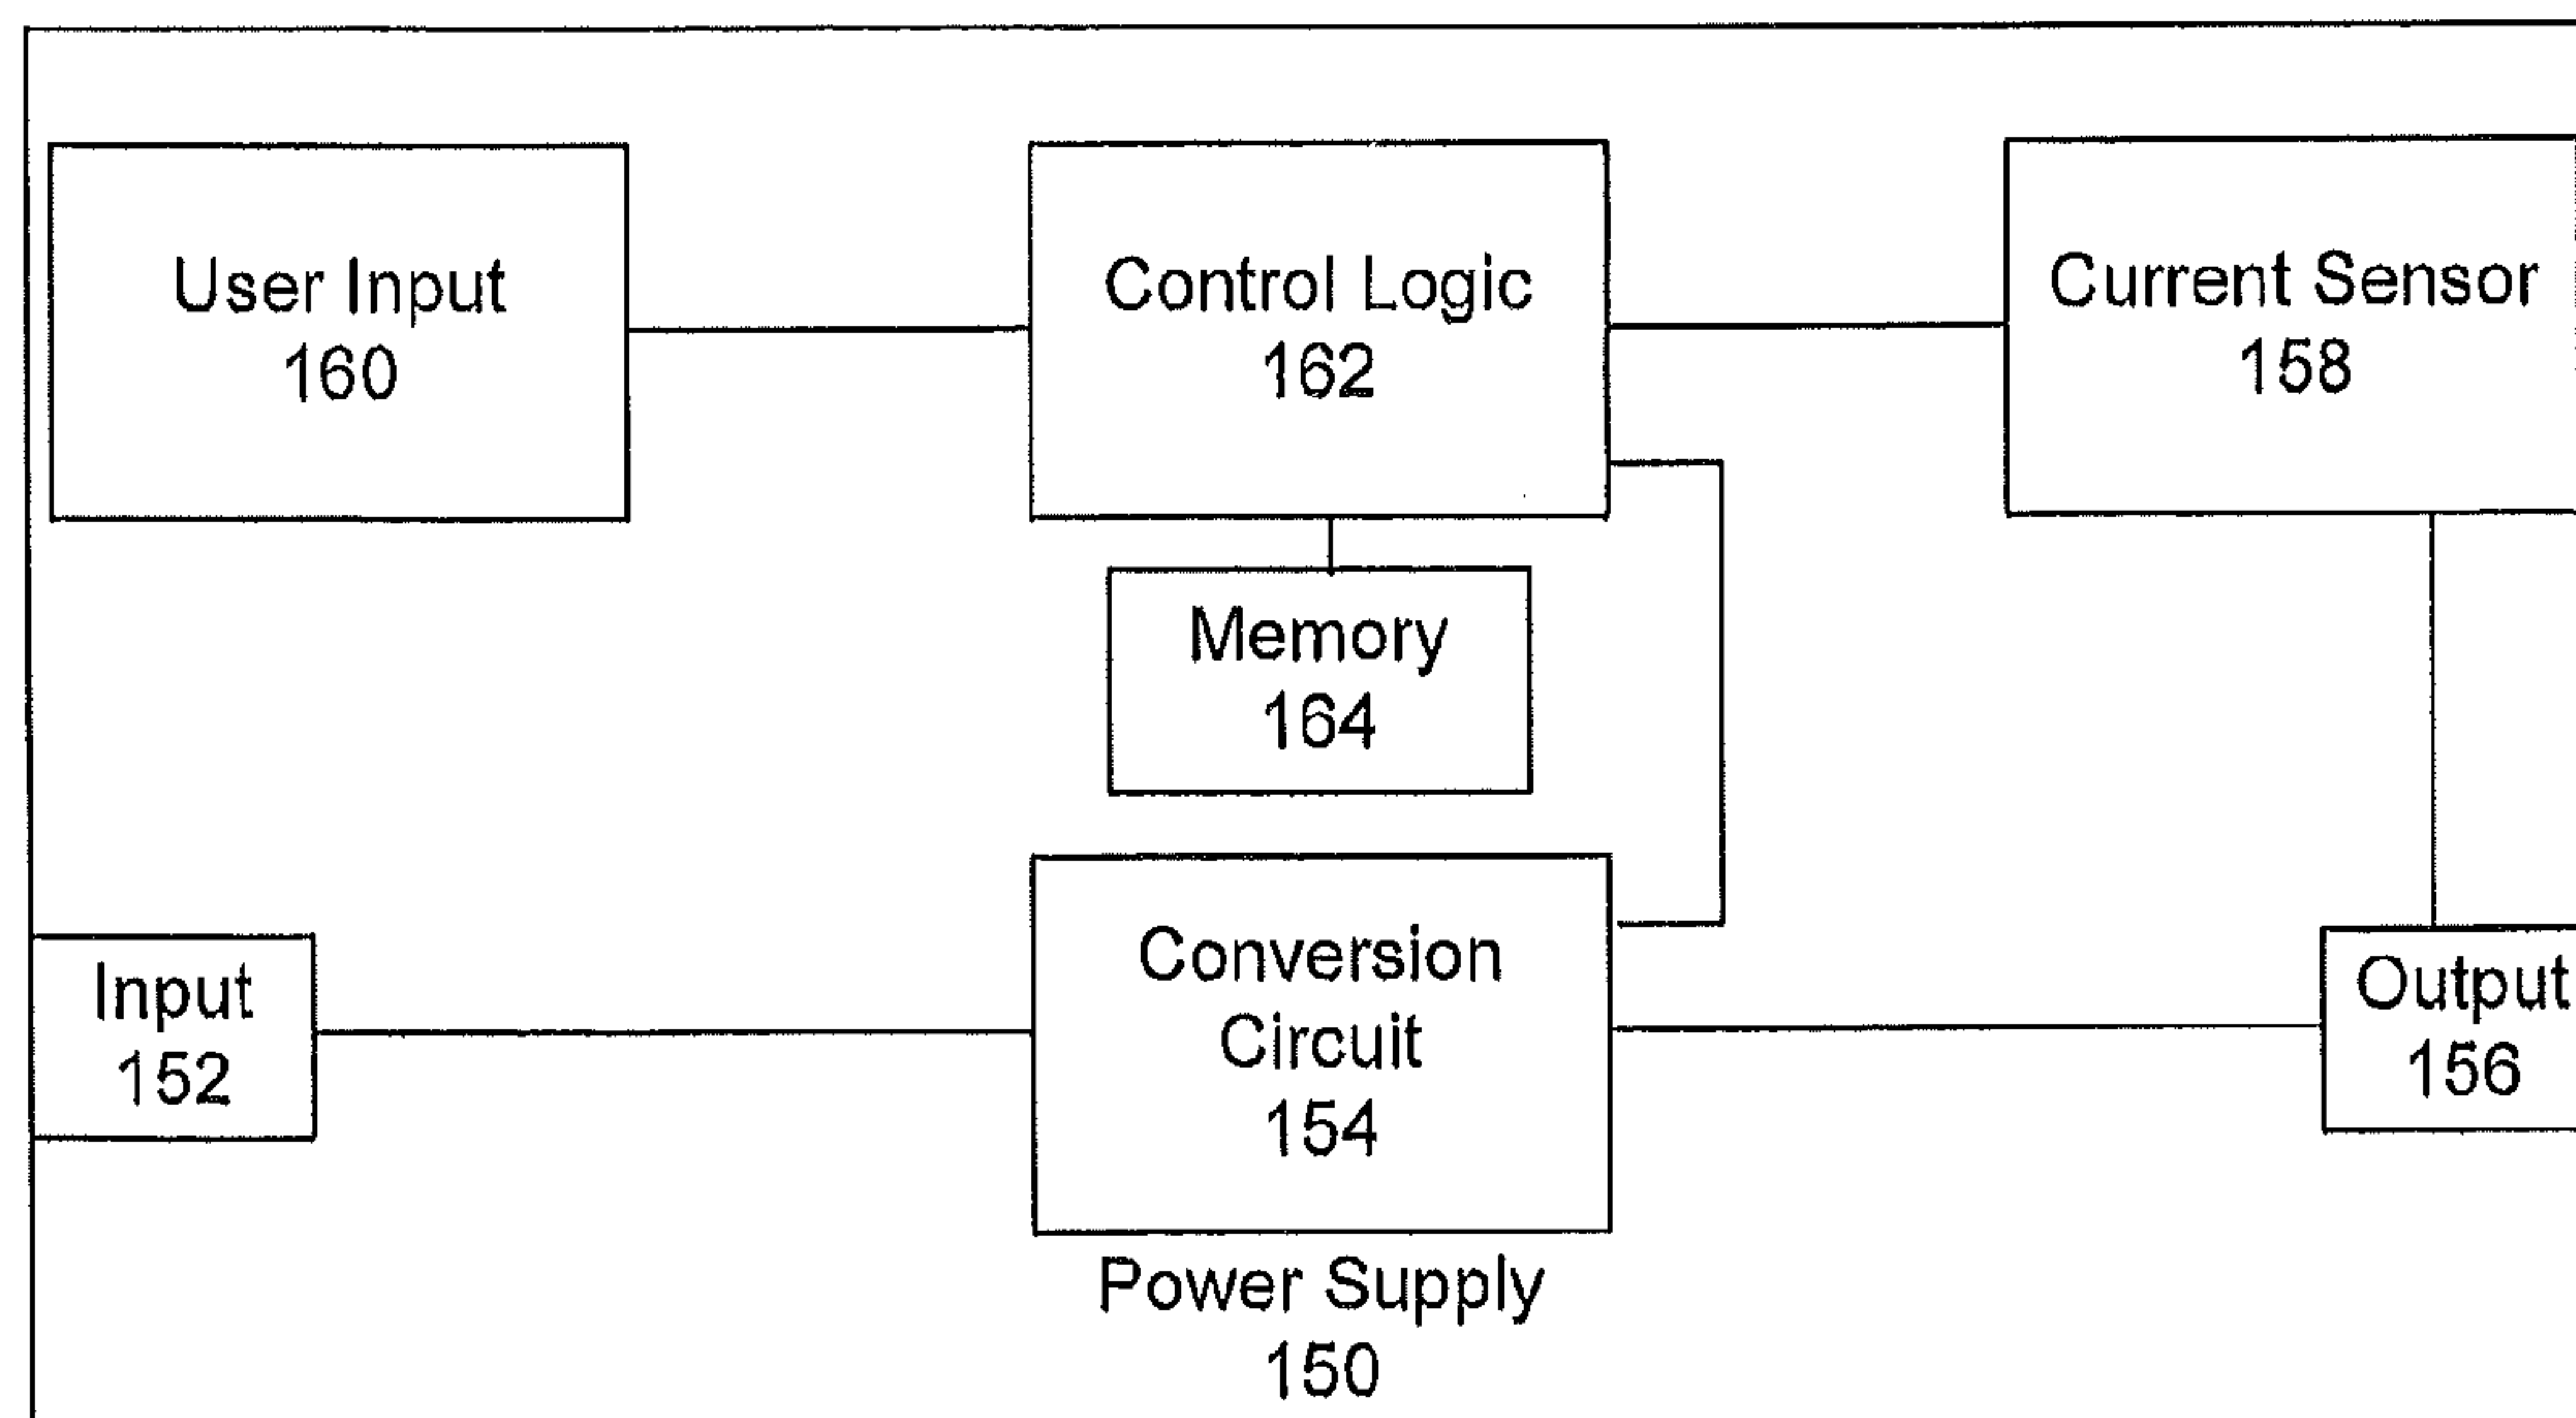 User Input
160
Control Logic
162
Current Sensor
158
Memory
164
Input
152
Conversion
Circuit
154
Output
156
Power Supply
150